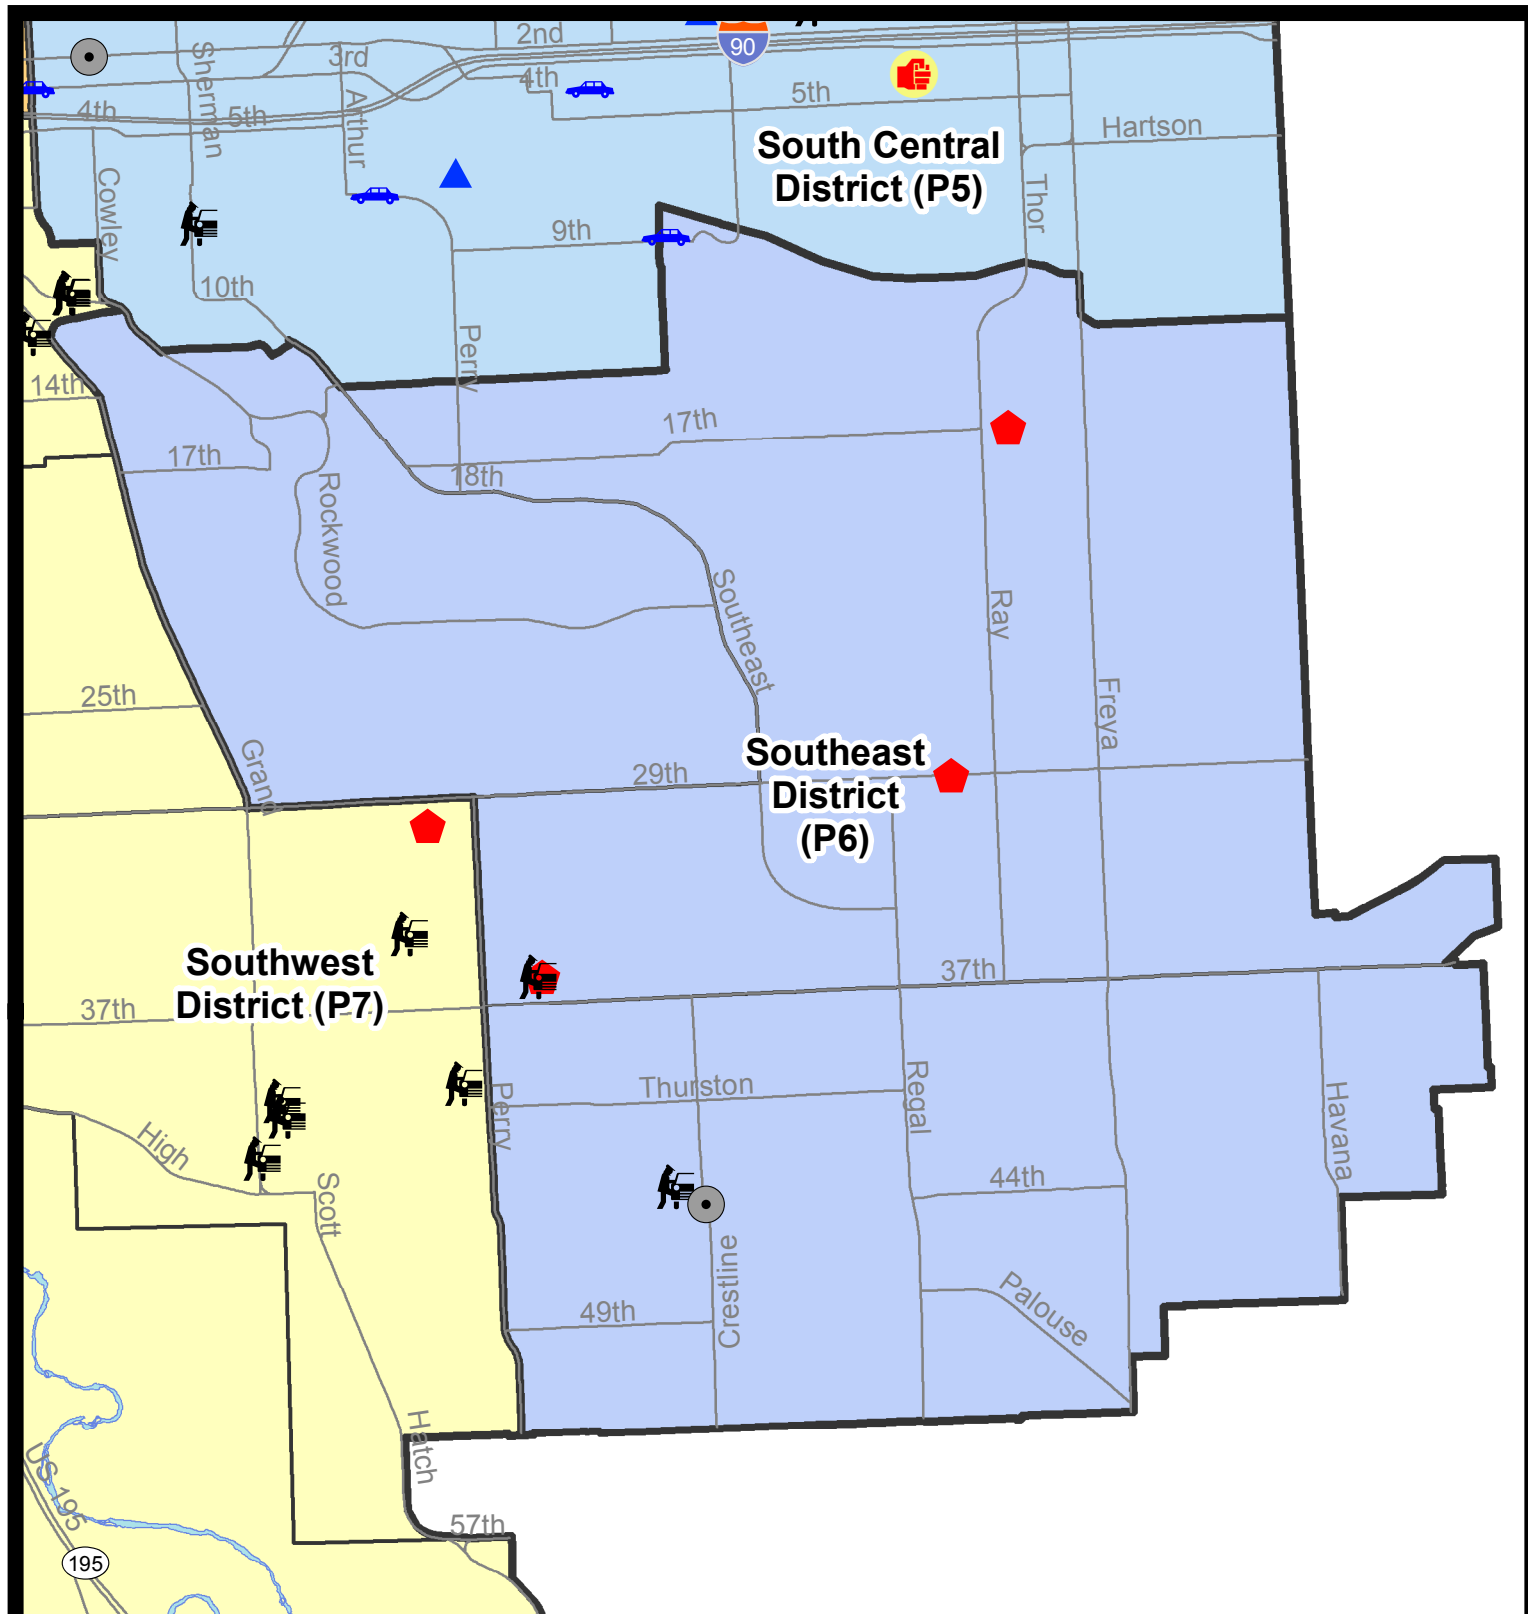 2nd
90
3rd
4th
5th
Sherman
4th
5th
Arthur
Hartson
South Central
District (P5)
Cowley
Thor
9th
10th
Perry
14th
17th
17th
18th
Rockwood
Southeast
Ray
25th
Freya
Grand
29th
Southeast
District
(P6)
Southwest
District (P7)
37th
37th
Thurston
Perry
Regal
Havana
High
44th
Scott
Crestline
Palouse
49th
Hatch
US 195
57th
195